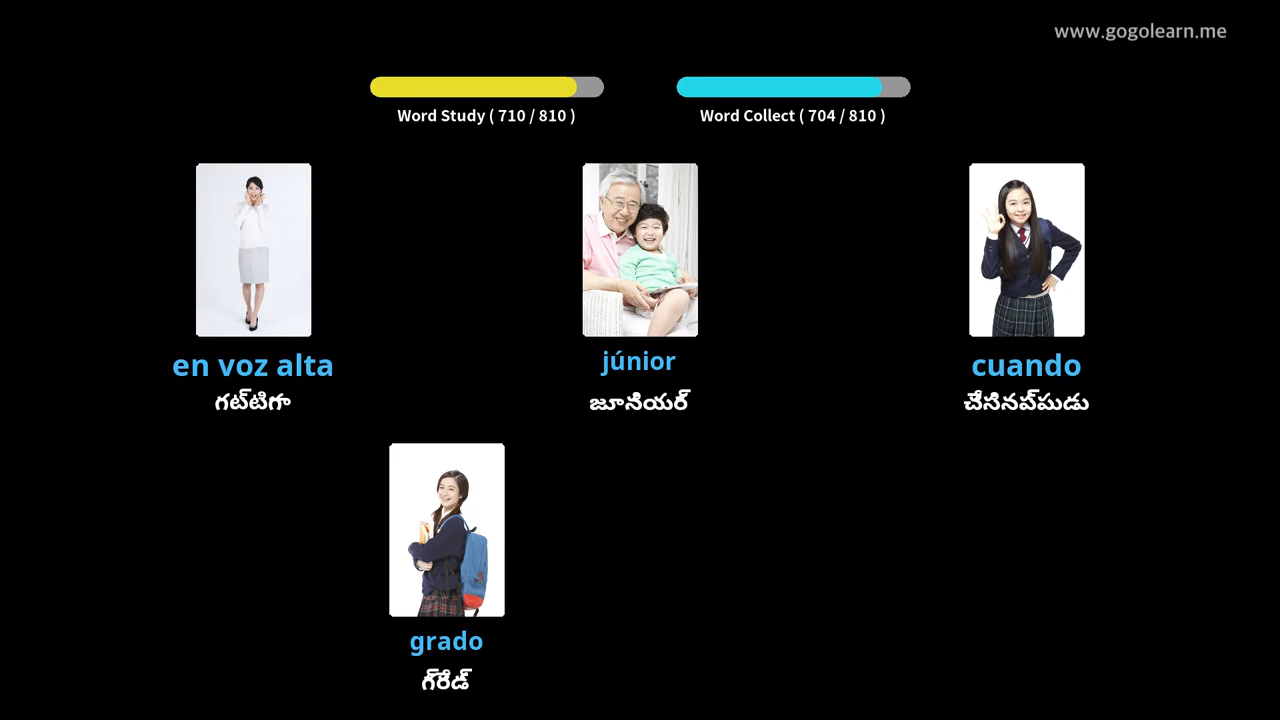 www.gogolearn.me
Word Study ( 710 / 810 )
Word Collect ( 704 / 810 )
en voz alta
గట్టిగా
júnior
జూనియర్
cuando
చేసినప్పుడు
grado
గ్రేడ్